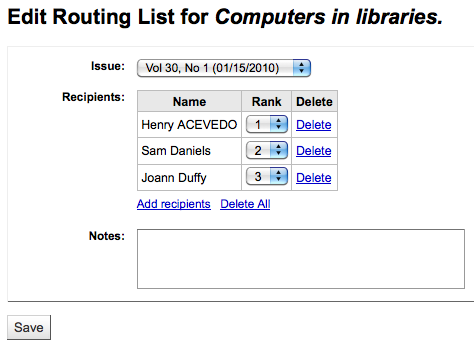 Edit Routing List for Computers in libraries.
Issue: Vol 30, No 1 (01/15/2010)
Recipients: Name Rank Delete
Henry ACEVEDO 1 Delete
Sam Daniels 2 Delete
Joann Duffy 3 Delete
Add recipients Delete All
Notes:
Save